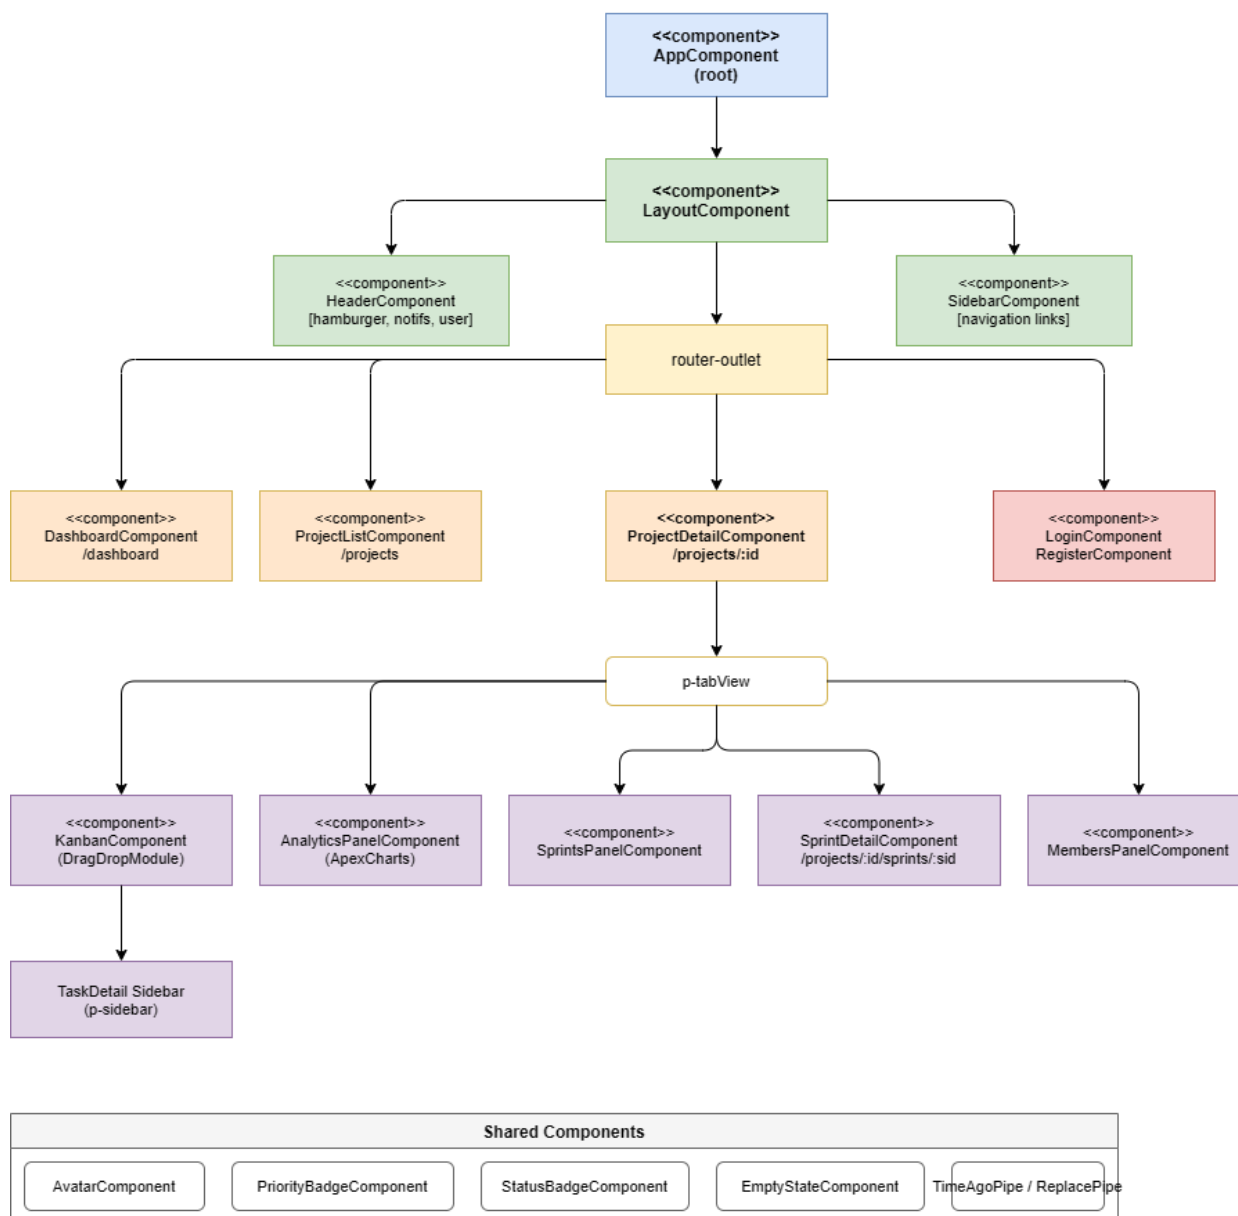 <<component>>
AppComponent
(root)
<<component>>
LayoutComponent
<<component>>
HeaderComponent
[hamburger, notifs, user]
<<component>>
SidebarComponent
[navigation links]
router-outlet
<<component>>
DashboardComponent
/dashboard
<<component>>
ProjectListComponent
/projects
<<component>>
ProjectDetailComponent
/projects/:id
<<component>>
LoginComponent
RegisterComponent
p-tabView
<<component>>
KanbanComponent
(DragDropModule)
<<component>>
AnalyticsPanelComponent
(ApexCharts)
<<component>>
SprintsPanelComponent
<<component>>
SprintDetailComponent
/projects/:id/sprints/:sid
<<component>>
MembersPanelComponent
TaskDetail Sidebar
(p-sidebar)
Shared Components
AvatarComponent
PriorityBadgeComponent
StatusBadgeComponent
EmptyStateComponent
TimeAgoPipe / ReplacePipe